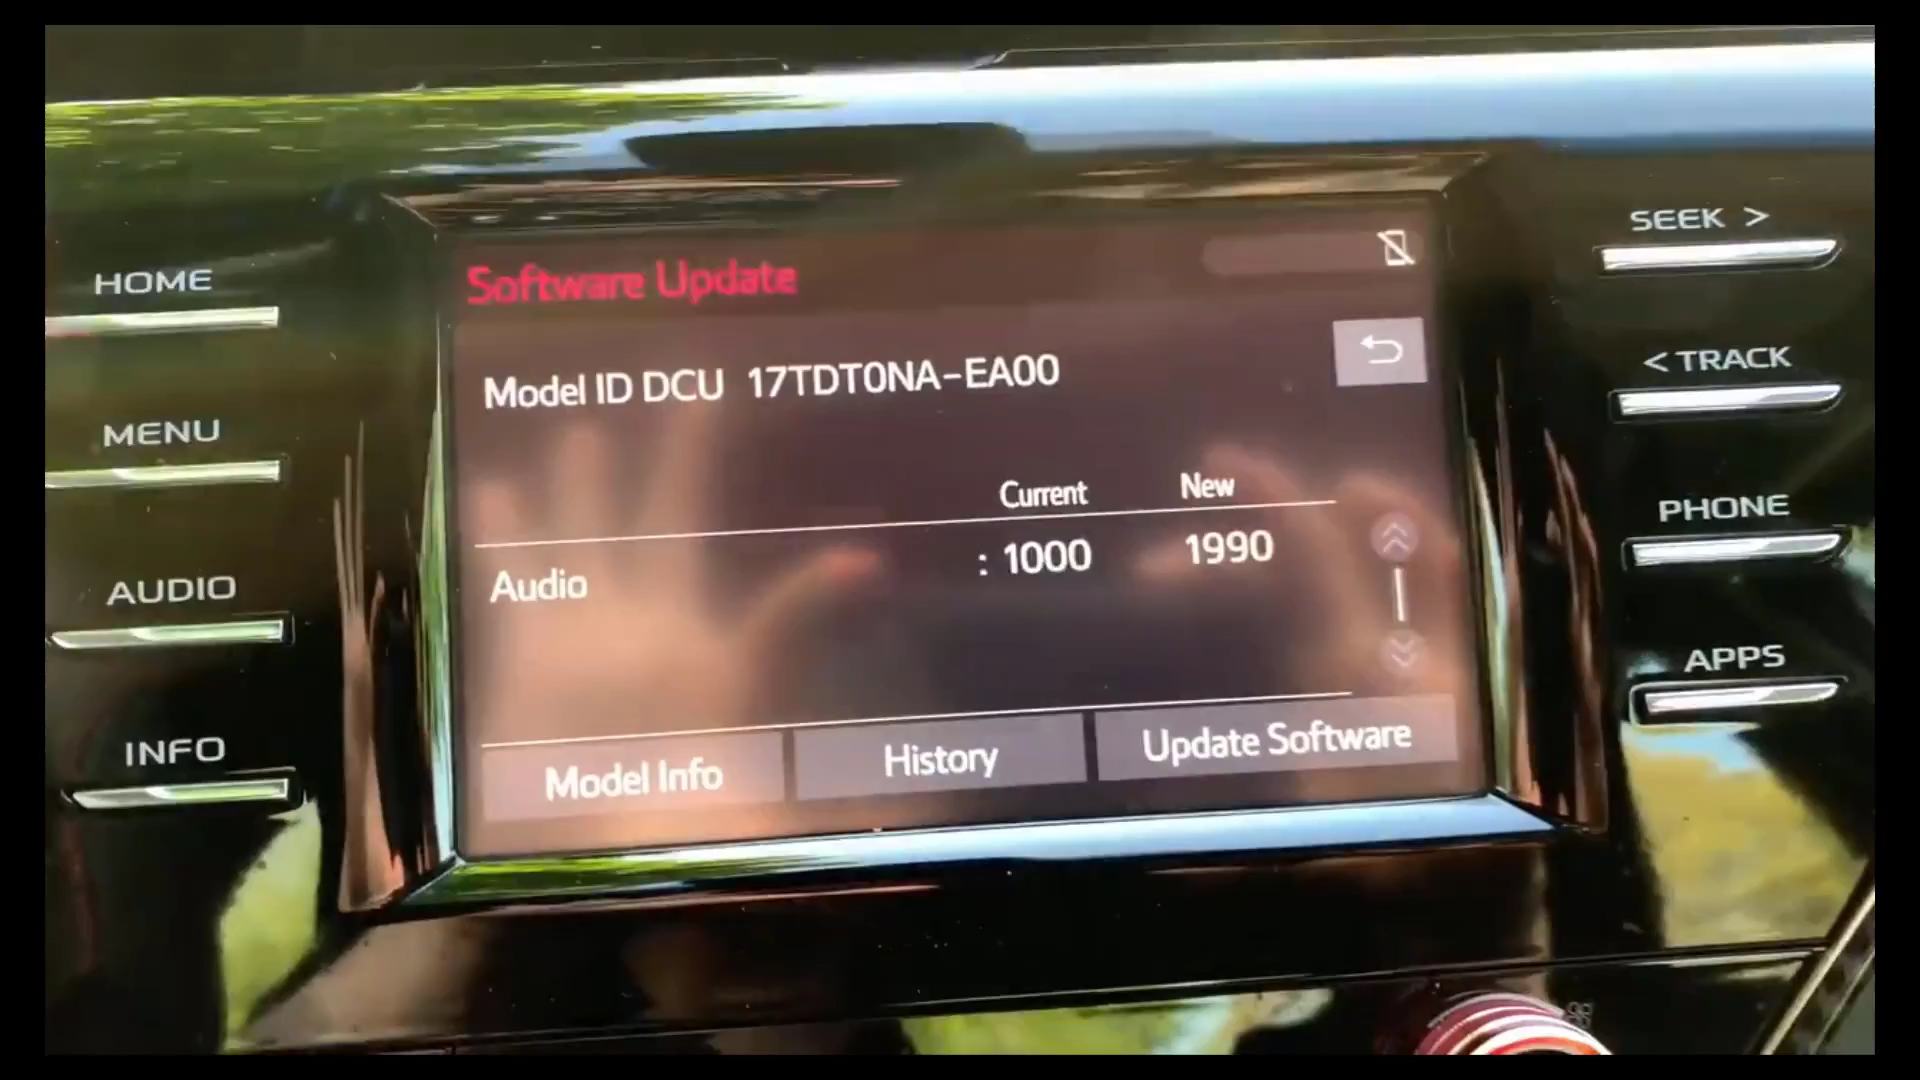 HOME
MENU
AUDIO
INFO
Software Update
Model ID DCU 17TDT0NA-EA00
Current New
Audio : 1000 1990
Model Info History Update Software
SEEK >
< TRACK
PHONE
APPS